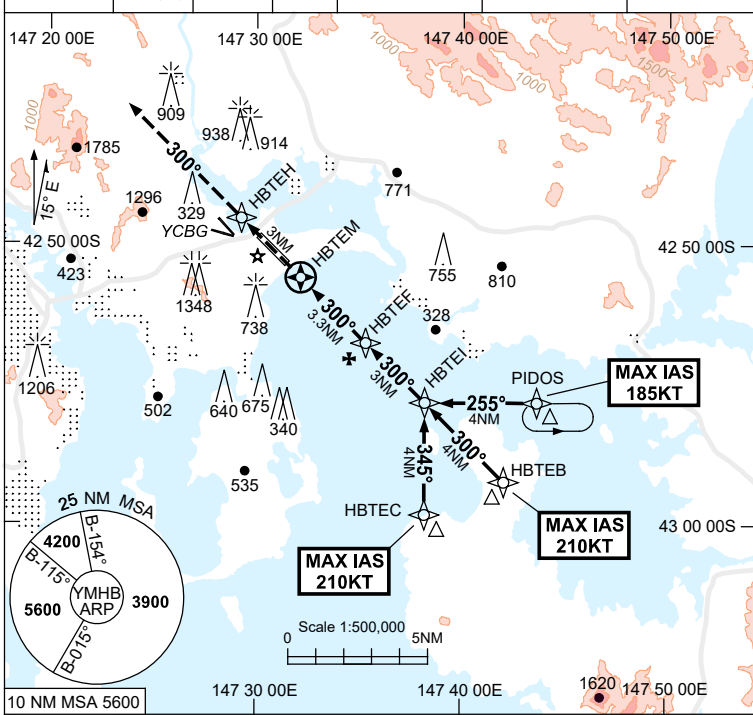 147 20 00E
147 30 00E
147 40 00E
147 50 00E
1000
1000
1500
1000
909
938
914
1785
300°
HBTEH
771
15° E
1296
329
YCBG
3NM
HBTEM
42 50 00S
42 50 00S
423
755
810
1348
738
300°
3.3NM
HBTEF
328
1206
300°
3NM
HBTEI
PIDOS
MAX IAS
185KT
255°
4NM
502
640
675
340
345°
4NM
300°
4NM
HBTEB
535
HBTEC
MAX IAS
210KT
43 00 00S
MAX IAS
210KT
25 NM MSA
B-154°
4200
B-115°
YMHB
ARP
3900
5600
B-015°
Scale 1:500,000
0
5NM
10 NM MSA 5600
1620
147 30 00E
147 40 00E
147 50 00E